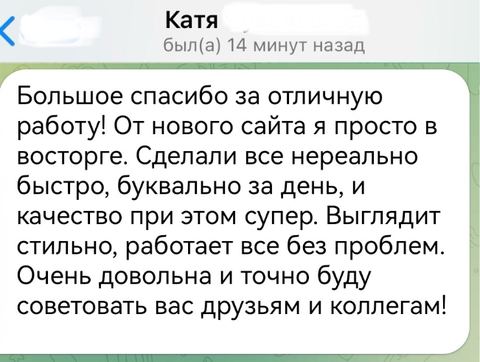 Катя
был(а) 14 минут назад
Большое спасибо за отличную
работу! От нового сайта я просто в
восторге. Сделали все нереально
быстро, буквально за день, и
качество при этом супер. Выглядит
стильно, работает все без проблем.
Очень довольна и точно буду
советовать вас друзьям и коллегам!